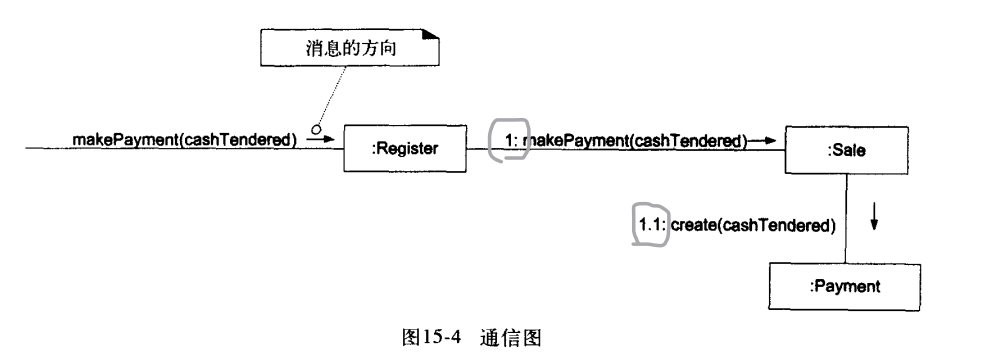 消息的方向
makePayment(cashTendered)
:Register
1: makePayment(cashTendered)
:Sale
1.1: create(cashTendered)
:Payment
图15-4 通信图